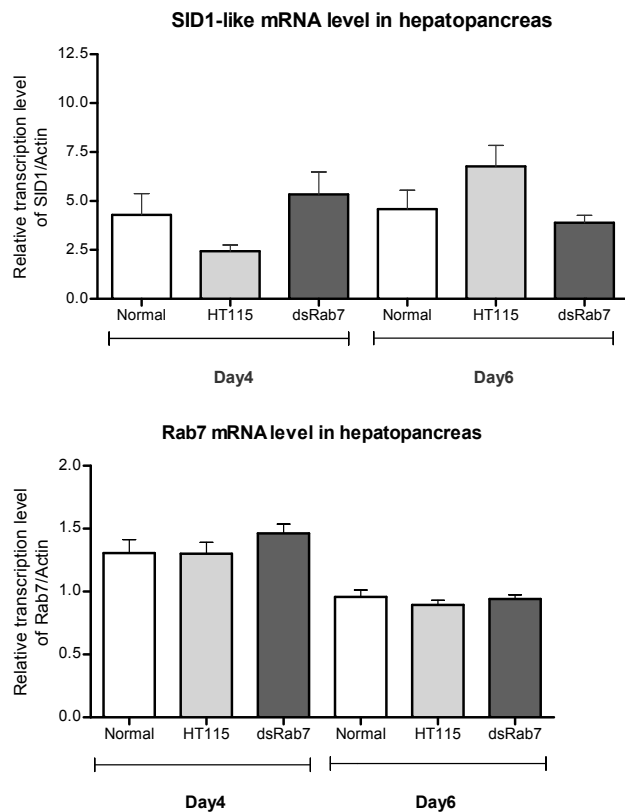 SID1-like mRNA level in hepatopancreas
Relative transcription level
of SID1/Actin
12.5
10.0
7.5
5.0
2.5
0.0
Normal HT115 dsRab7 Normal HT115 dsRab7
Day4 Day6
Rab7 mRNA level in hepatopancreas
Relative transcription level
of Rab7/Actin
2.0
1.5
1.0
0.5
0.0
Normal HT115 dsRab7 Normal HT115 dsRab7
Day4 Day6